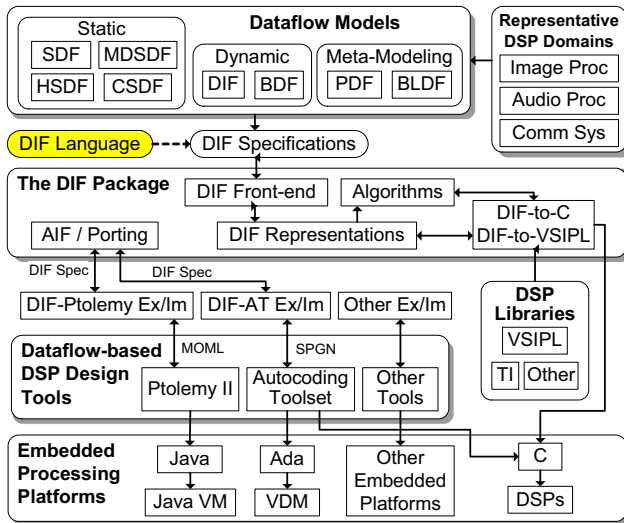 Static
SDF
MDSDF
HSDF
CSDF
Dataflow Models
Dynamic
DIF
BDF
Meta-Modeling
PDF
BLDF
Representative
DSP Domains
Image Proc
Audio Proc
Comm Sys
DIF Language
DIF Specifications
The DIF Package
DIF Front-end
Algorithms
AIF / Porting
DIF Representations
DIF-to-C
DIF-to-VSIPL
DIF Spec
DIF Spec
DIF-Ptolemy Ex/Im
DIF-AT Ex/Im
Other Ex/Im
DSP
Libraries
VSIPL
TI
Other
Dataflow-based
DSP Design
Tools
MOML
SPGN
Ptolemy II
Autocoding
Toolset
Other
Tools
Embedded
Processing
Platforms
Java
Ada
Other
Embedded
Platforms
C
Java VM
VDM
DSPs